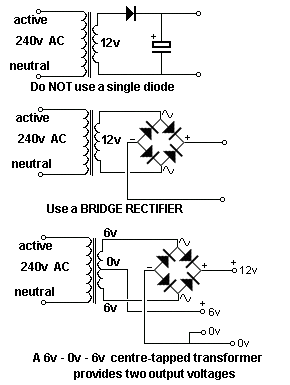 active
240v AC
12v
neutral
+
Do NOT use a single diode
active
240v AC
12v
neutral
- +
Use a BRIDGE RECTIFIER
6v
active
0v
240v AC
- +
+
12v
neutral
6v
+
6v
0v
0v
A 6v - 0v - 6v centre-tapped transformer
provides two output voltages